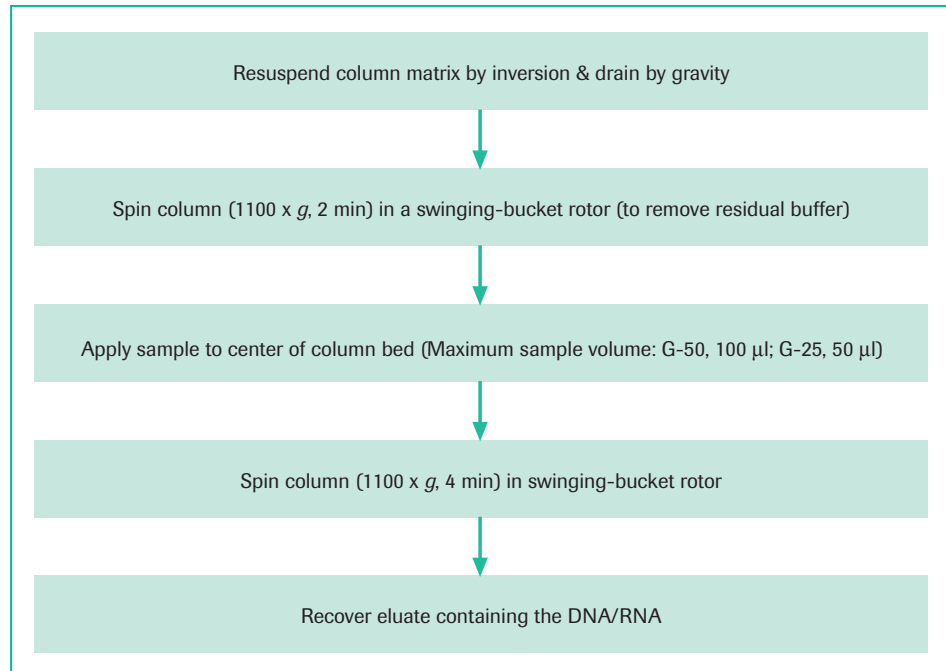 Resuspend column matrix by inversion & drain by gravity
Spin column (1100 x g, 2 min) in a swinging-bucket rotor (to remove residual buffer)
Apply sample to center of column bed (Maximum sample volume: G-50, 100 µl; G-25, 50 µl)
Spin column (1100 x g, 4 min) in swinging-bucket rotor
Recover eluate containing the DNA/RNA